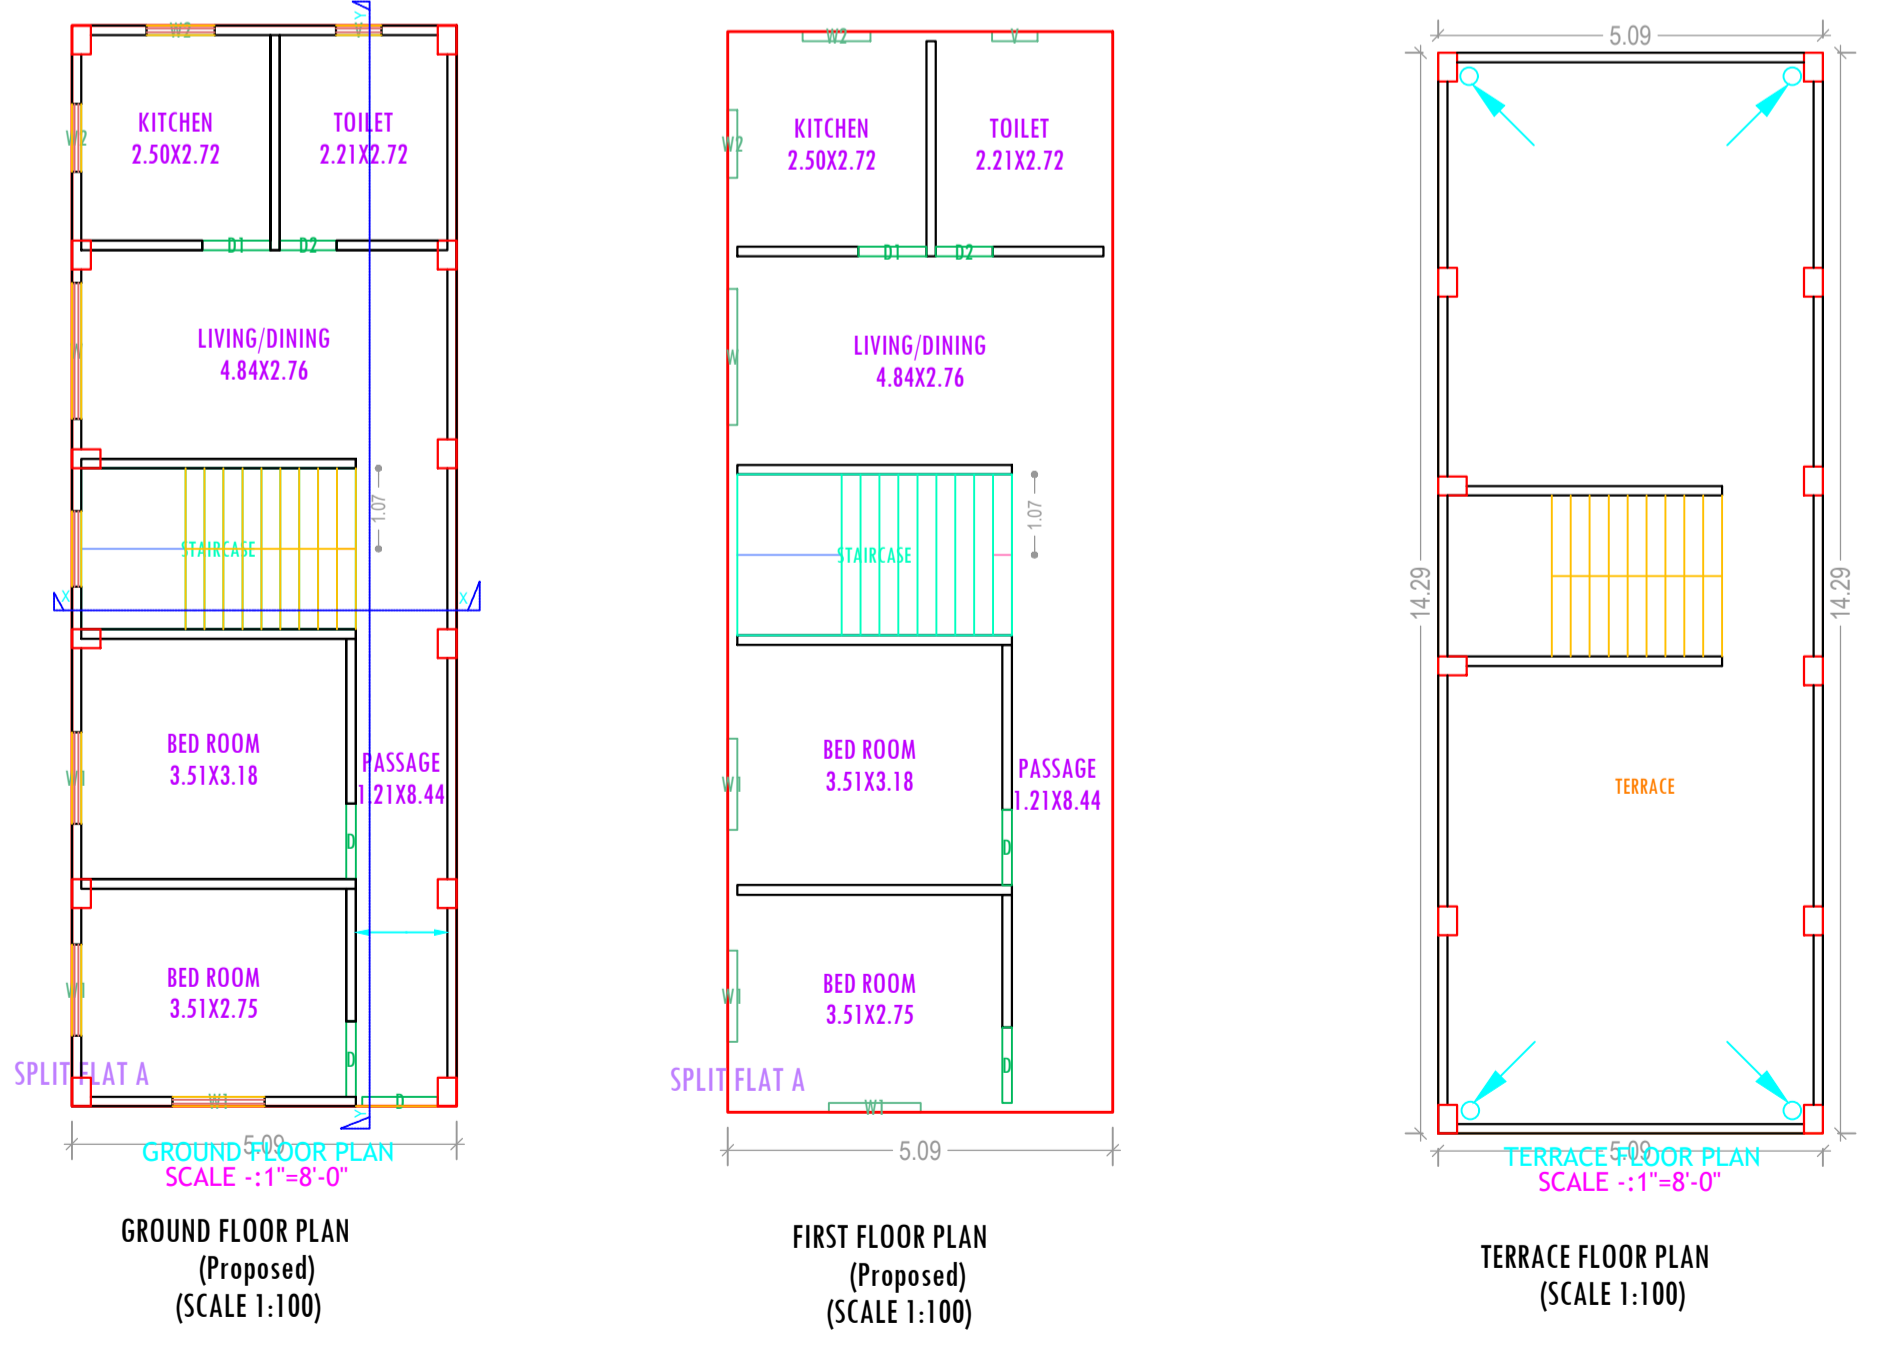 W2
V
Y
KITCHEN
2.50X2.72
TOILET
2.21X2.72
W2
D1
D2
LIVING/DINING
4.84X2.76
W
1.07
STAIRCASE
X
X
BED ROOM
3.51X3.18
W1
PASSAGE
1.21X8.44
D
BED ROOM
3.51X2.75
W1
D
SPLIT FLAT A
W1
D
Y
5.09
GROUND FLOOR PLAN
SCALE -:1"=8'-0"
GROUND FLOOR PLAN
(Proposed)
(SCALE 1:100)
W2
V
KITCHEN
2.50X2.72
TOILET
2.21X2.72
W2
D1
D2
LIVING/DINING
4.84X2.76
W
1.07
STAIRCASE
BED ROOM
3.51X3.18
W1
PASSAGE
1.21X8.44
D
BED ROOM
3.51X2.75
W1
D
SPLIT FLAT A
W1
5.09
FIRST FLOOR PLAN
(Proposed)
(SCALE 1:100)
5.09
14.29
14.29
TERRACE
5.09
TERRACE FLOOR PLAN
SCALE -:1"=8'-0"
TERRACE FLOOR PLAN
(SCALE 1:100)